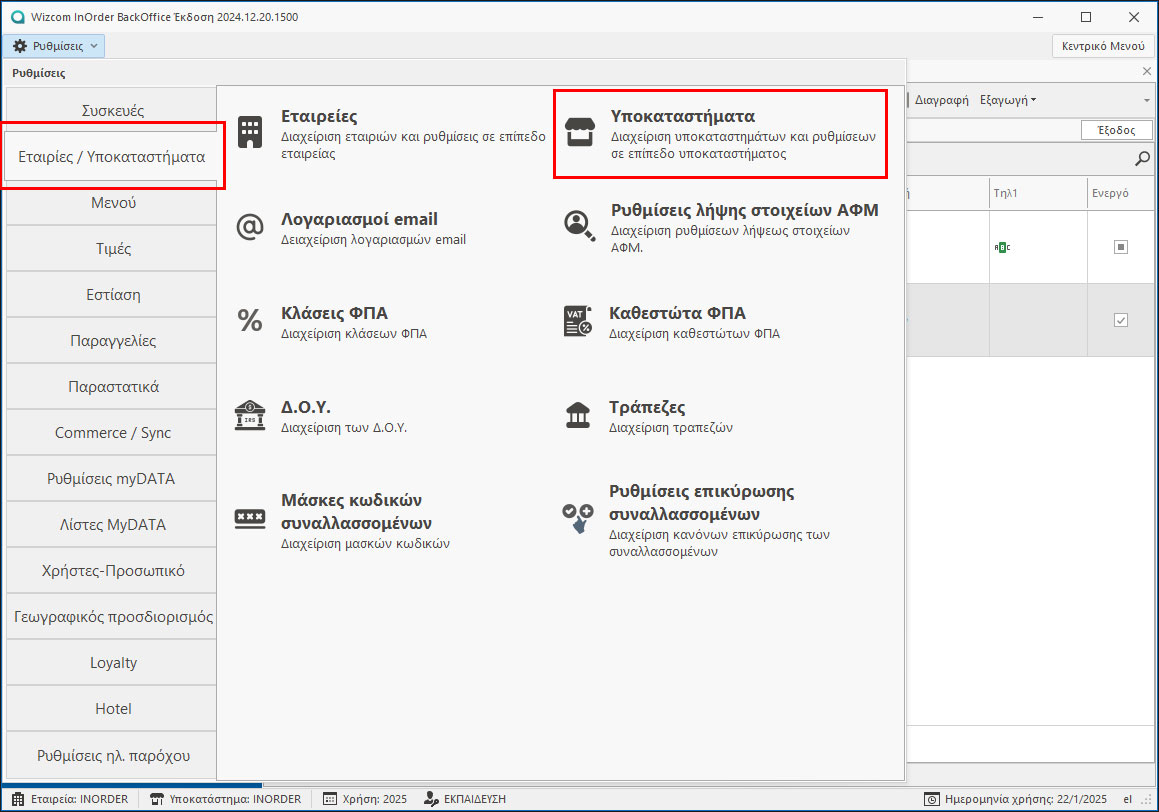 Wizcom InOrder BackOffice Έκδοση 2024.12.20.1500
Ρυθμίσεις
Κεντρικό Μενού
Ρυθμίσεις
Συσκευές
Εταιρίες / Υποκαταστήματα
Μενού
Τιμές
Εστίαση
Παραγγελίες
Παραστατικά
Commerce / Sync
Ρυθμίσεις myDATA
Λίστες MyDATA
Χρήστες-Προσωπικό
Γεωγραφικός προσδιορισμός
Loyalty
Hotel
Ρυθμίσεις ηλ. παρόχου
Εταιρείες
Διαχείριση εταιριών και ρυθμίσεις σε επίπεδο
εταιρείας
Υποκαταστήματα
Διαχείριση υποκαταστημάτων και ρυθμίσεων
σε επίπεδο υποκαταστήματος
Λογαριασμοί email
Δειαχείριση λογαριασμών email
Ρυθμίσεις λήψης στοιχείων ΑΦΜ
Διαχείριση ρυθμίσεων λήψεως στοιχείων
ΑΦΜ.
Κλάσεις ΦΠΑ
Διαχείριση κλάσεων ΦΠΑ
VAT
Καθεστώτα ΦΠΑ
Διαχείριση καθεστώτων ΦΠΑ
IRS
Δ.Ο.Υ.
Διαχείριση των Δ.Ο.Υ.
Τράπεζες
Διαχείριση τραπεζών
Μάσκες κωδικών
συναλλασσομένων
Διαχείριση μασκών κωδικών
Ρυθμίσεις επικύρωσης
συναλλασσομένων
Διαχείριση κανόνων επικύρωσης των
συναλλασσομένων
Διαγραφή Εξαγωγή
Έξοδος
Τηλ1 Ενεργό
ABC
Εταιρεία: INORDER Υποκατάστημα: INORDER Χρήση: 2025 ΕΚΠΑΙΔΕΥΣΗ Ημερομηνία χρήσης: 22/1/2025 el